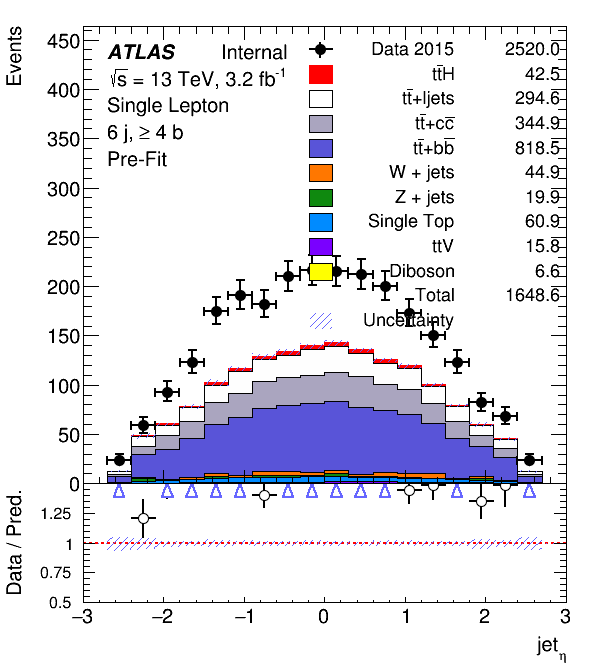 Events
450
400
350
300
250
200
150
100
50
0
ATLAS Internal
√s = 13 TeV, 3.2 fb⁻¹
Single Lepton
6 j, ≥ 4 b
Pre-Fit
Data 2015 2520.0
tt̄H 42.5
tt̄+ljets 294.6
tt̄+cc̄ 344.9
tt̄+bb̄ 818.5
W + jets 44.9
Z + jets 19.9
Single Top 60.9
ttV 15.8
Diboson 6.6
Total 1648.6
Uncertainty
Data / Pred.
1.25
1
0.75
0.5
−3 −2 −1 0 1 2 3
jet_η